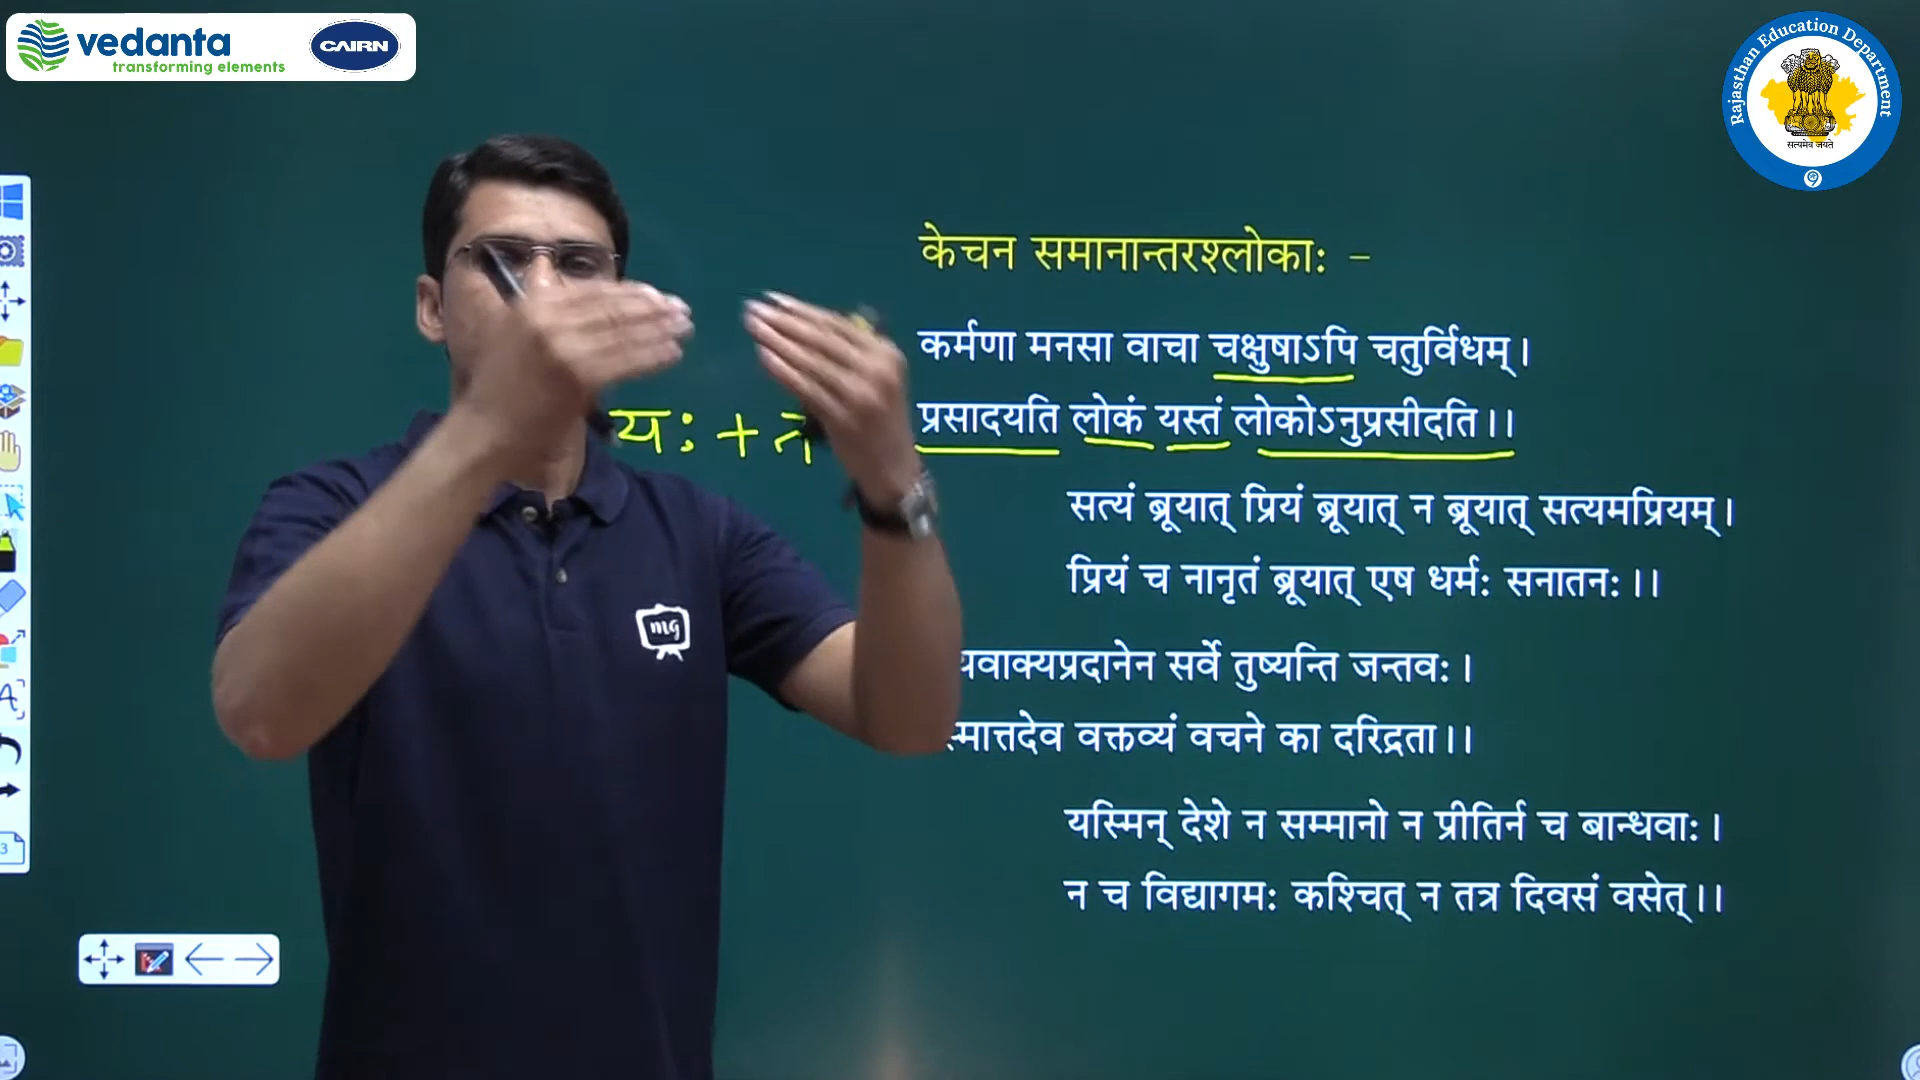 vedanta
transforming elements
CAIRN
Rajasthan Education Department
सत्यमेव जयते
केचन समानान्तरश्लोकाः –
कर्मणा मनसा वाचा चक्षुषाऽपि चतुर्विधम्।
प्रसादयति लोकं यस्तं लोकोऽनुप्रसीदति।।
यः +
सत्यं ब्रूयात् प्रियं ब्रूयात् न ब्रूयात् सत्यमप्रियम्।
प्रियं च नानृतं ब्रूयात् एष धर्मः सनातनः।।
mg
यवाक्यप्रदानेन सर्वे तुष्यन्ति जन्तवः।
स्मात्तदेव वक्तव्यं वचने का दरिद्रता।।
यस्मिन् देशे न सम्मानो न प्रीतिर्न च बान्धवाः।
न च विद्यागमः कश्चित् न तत्र दिवसं वसेत्।।
3